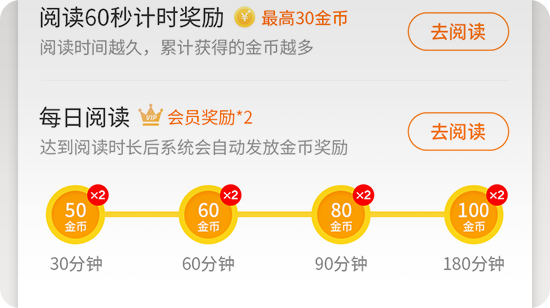 阅读60秒计时奖励 ¥ 最高30金币
去阅读
阅读时间越久，累计获得的金币越多
每日阅读 VIP 会员奖励*2
去阅读
达到阅读时长后系统会自动发放金币奖励
×2 ×2 ×2 ×2
50 60 80 100
金币 金币 金币 金币
30分钟 60分钟 90分钟 180分钟